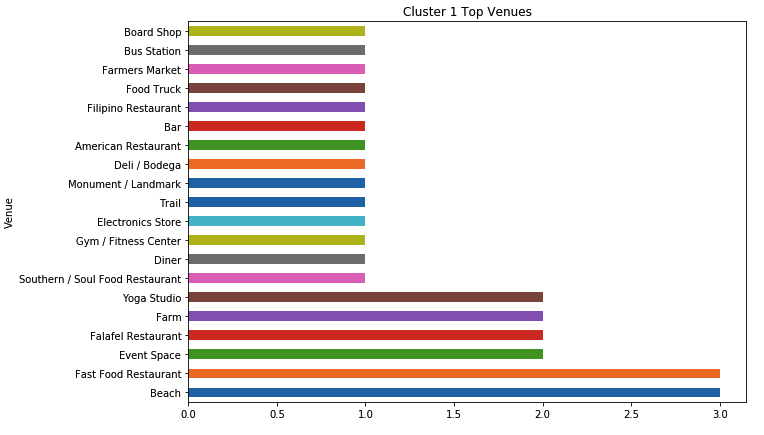 Cluster 1 Top Venues
Board Shop
Bus Station
Farmers Market
Food Truck
Filipino Restaurant
Bar
American Restaurant
Deli / Bodega
Monument / Landmark
Trail
Electronics Store
Gym / Fitness Center
Diner
Southern / Soul Food Restaurant
Yoga Studio
Farm
Falafel Restaurant
Event Space
Fast Food Restaurant
Beach
Venue
0.0 0.5 1.0 1.5 2.0 2.5 3.0